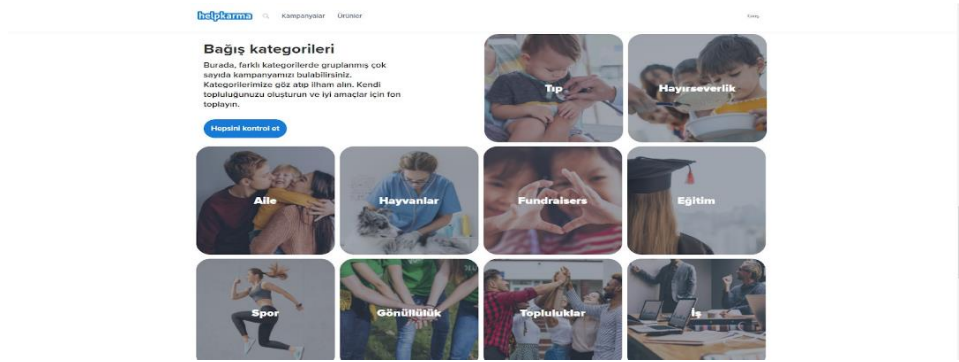 helpkarma Kampanyalar Ürünler Giriş
Bağış kategorileri
Burada, farklı kategorilerde gruplanmış çok
sayıda kampanyamızı bulabilirsiniz.
Kategorilerimize göz atıp ilham alın. Kendi
topluluğunuzu oluşturun ve iyi amaçlar için fon
toplayın.
Hepsini kontrol et
Tıp
Hayırseverlik
Aile
Hayvanlar
Fundraisers
Eğitim
Spor
Gönüllülük
Topluluklar
İş